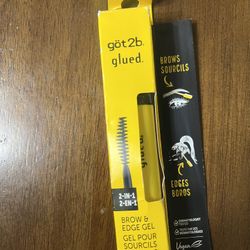 göt2b.
glued.
BROWS
SOURCILS
glued.
2-IN-1
2-EN-1
EDGES
BORDS
BROW &
EDGE GEL
GEL POUR
SOURCILS
Vegan